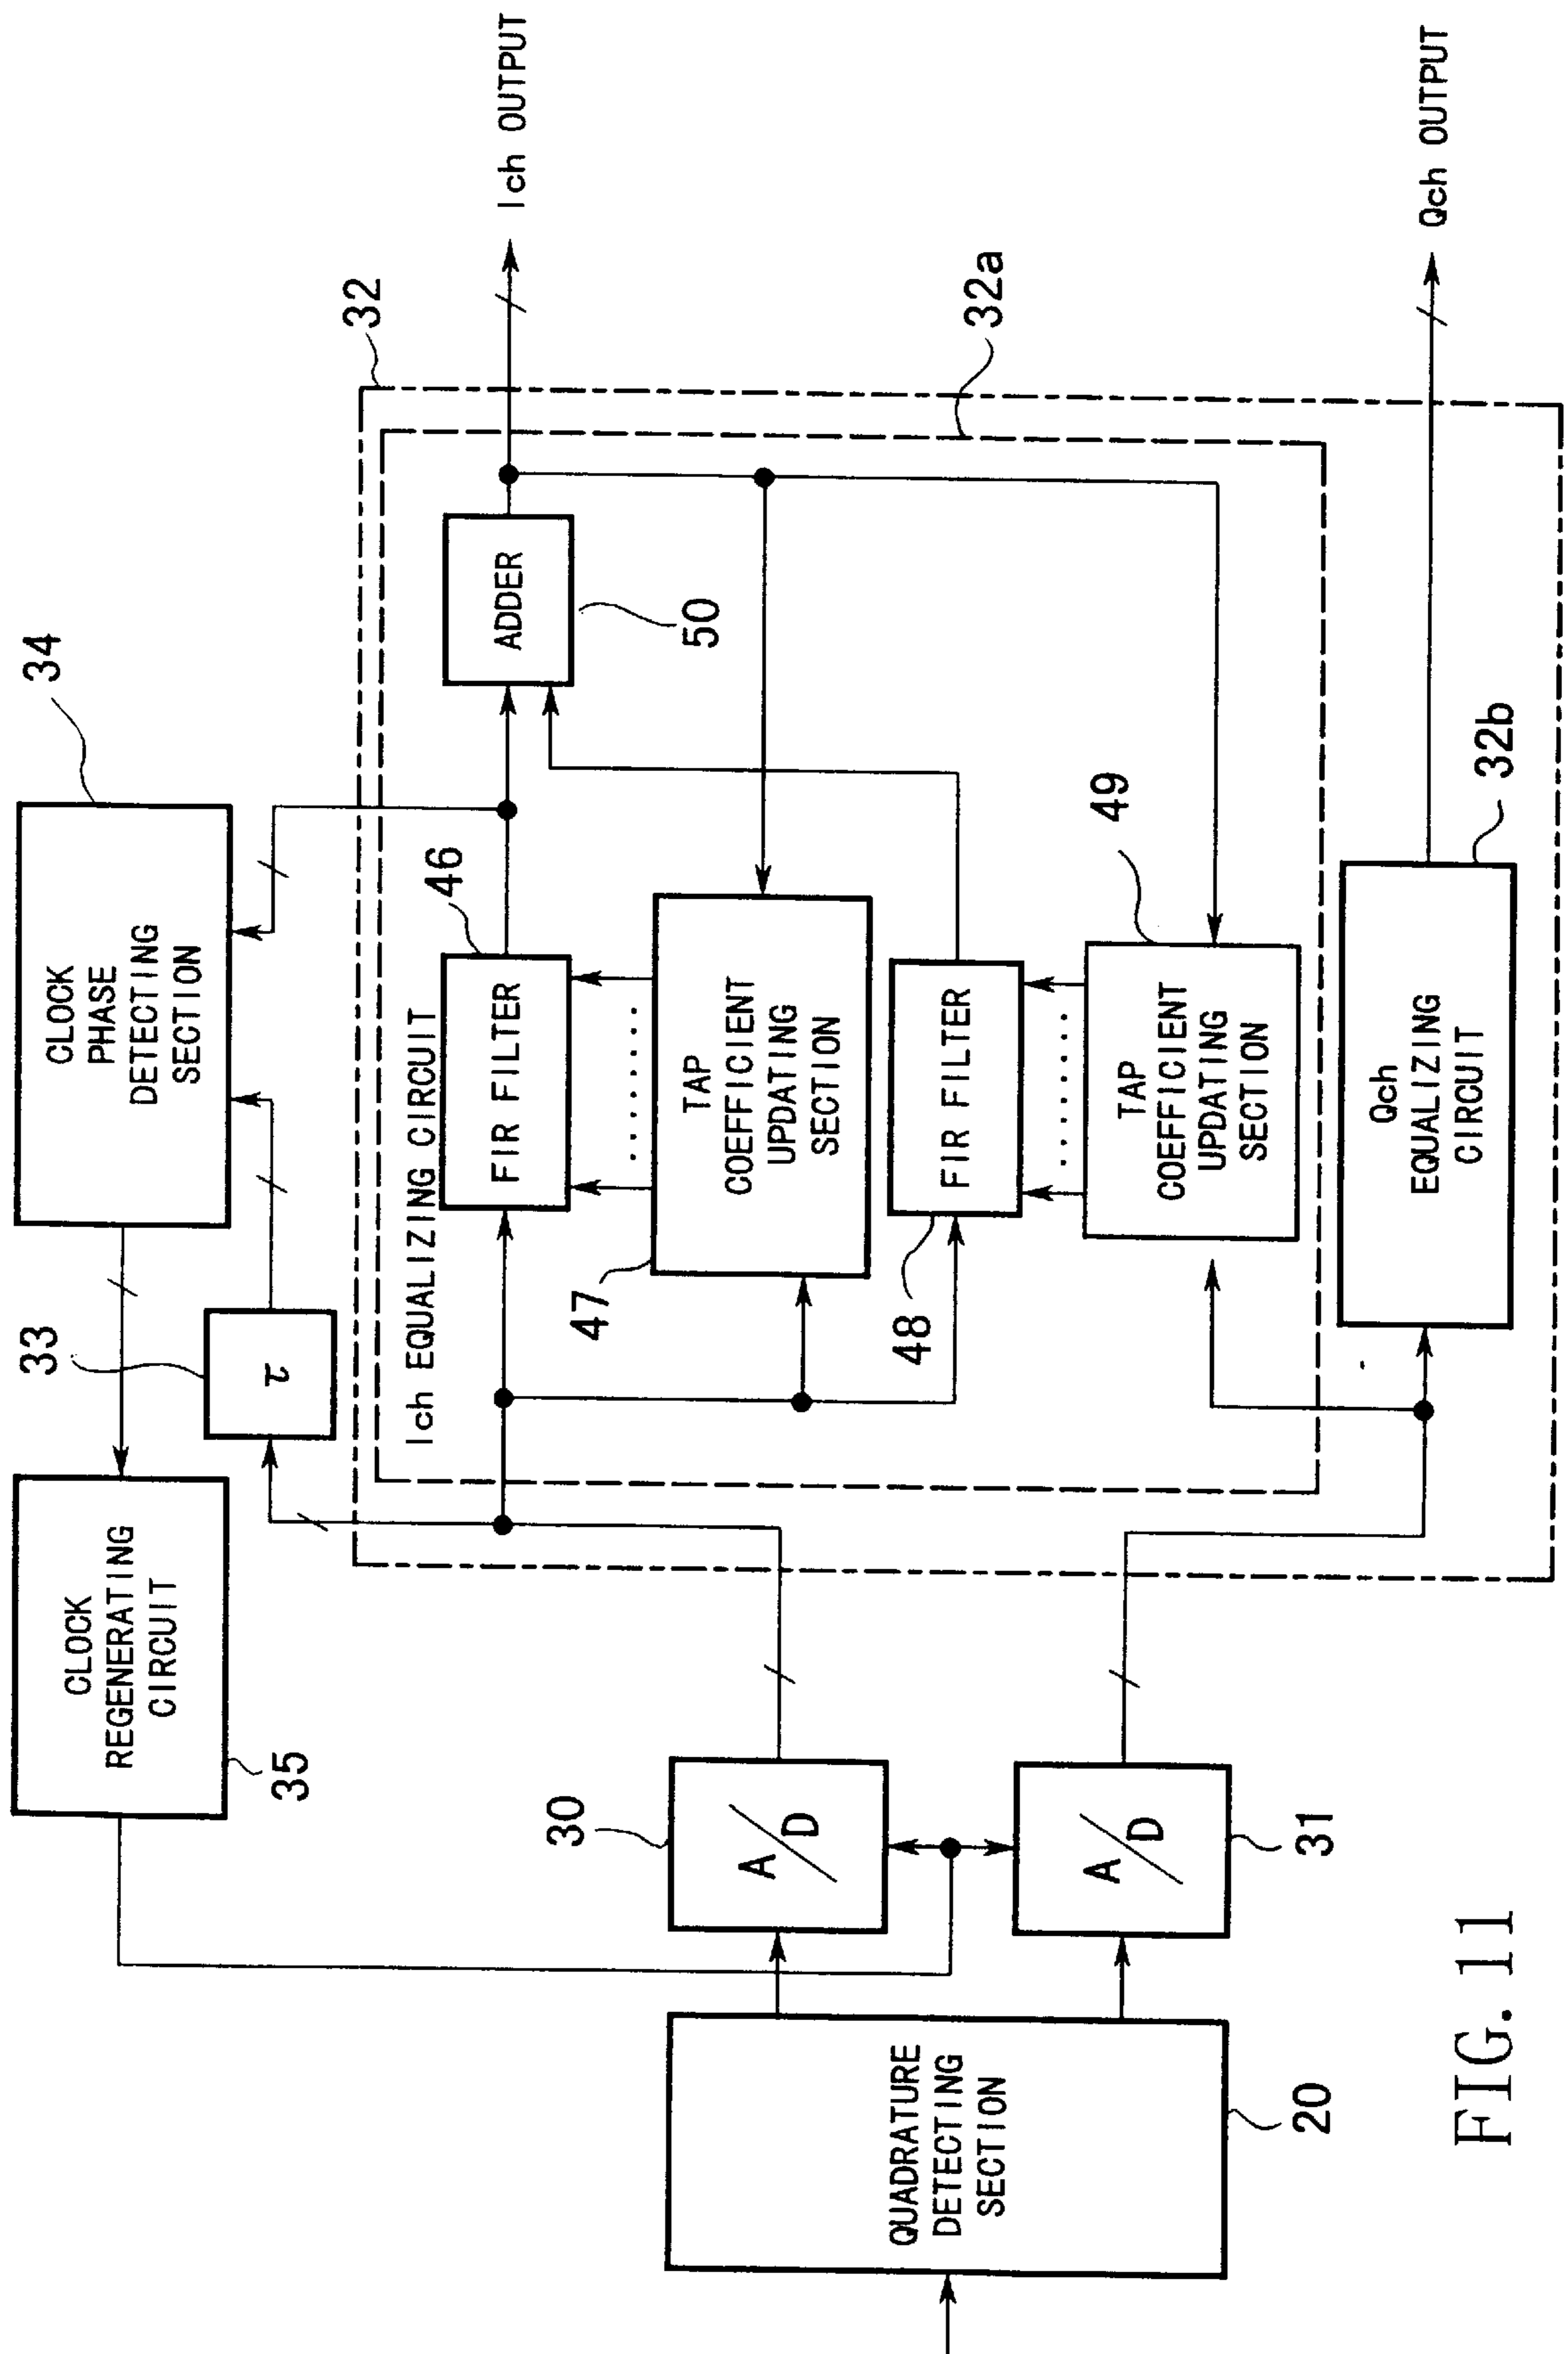 34
CLOCK
PHASE
DETECTING
SECTION
33
τ
CLOCK
REGENERATING
CIRCUIT
35
32
Ich OUTPUT
Ich EQUALIZING CIRCUIT
46
FIR FILTER
ADDER
50
32a
47
TAP
COEFFICIENT
UPDATING
SECTION
48
FIR FILTER
49
TAP
COEFFICIENT
UPDATING
SECTION
30
A/D
A/D
31
QUADRATURE
DETECTING
SECTION
20
Qch
EQUALIZING
CIRCUIT
32b
Qch OUTPUT
FIG. 11